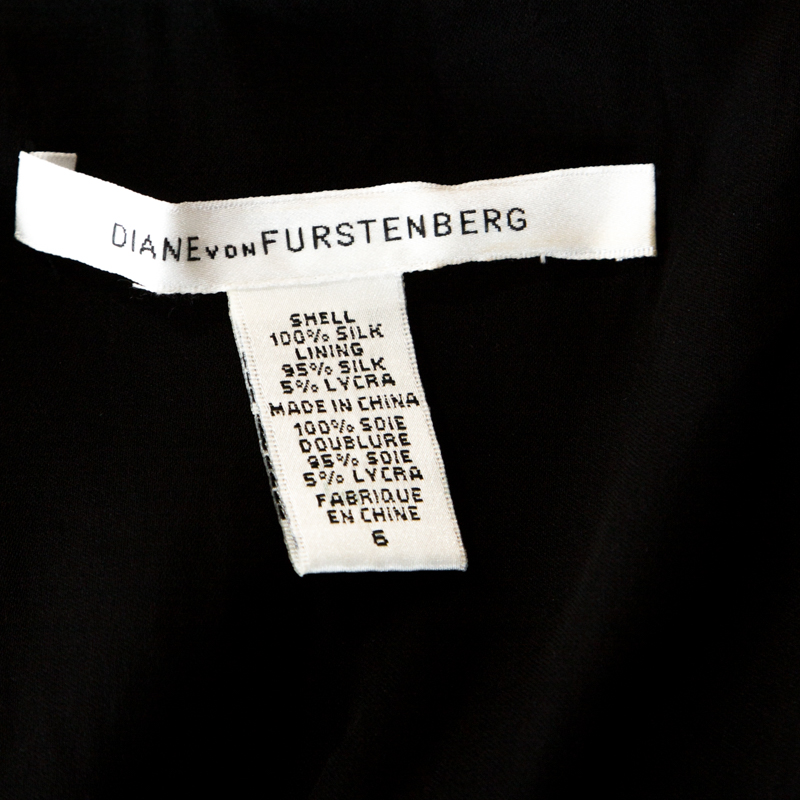 DIANE VON FURSTENBERG
SHELL
100% SILK
LINING
95% SILK
5% LYCRA
MADE IN CHINA
100% SOIE
DOUBLURE
95% SOIE
5% LYCRA
FABRIQUE
EN CHINE
6